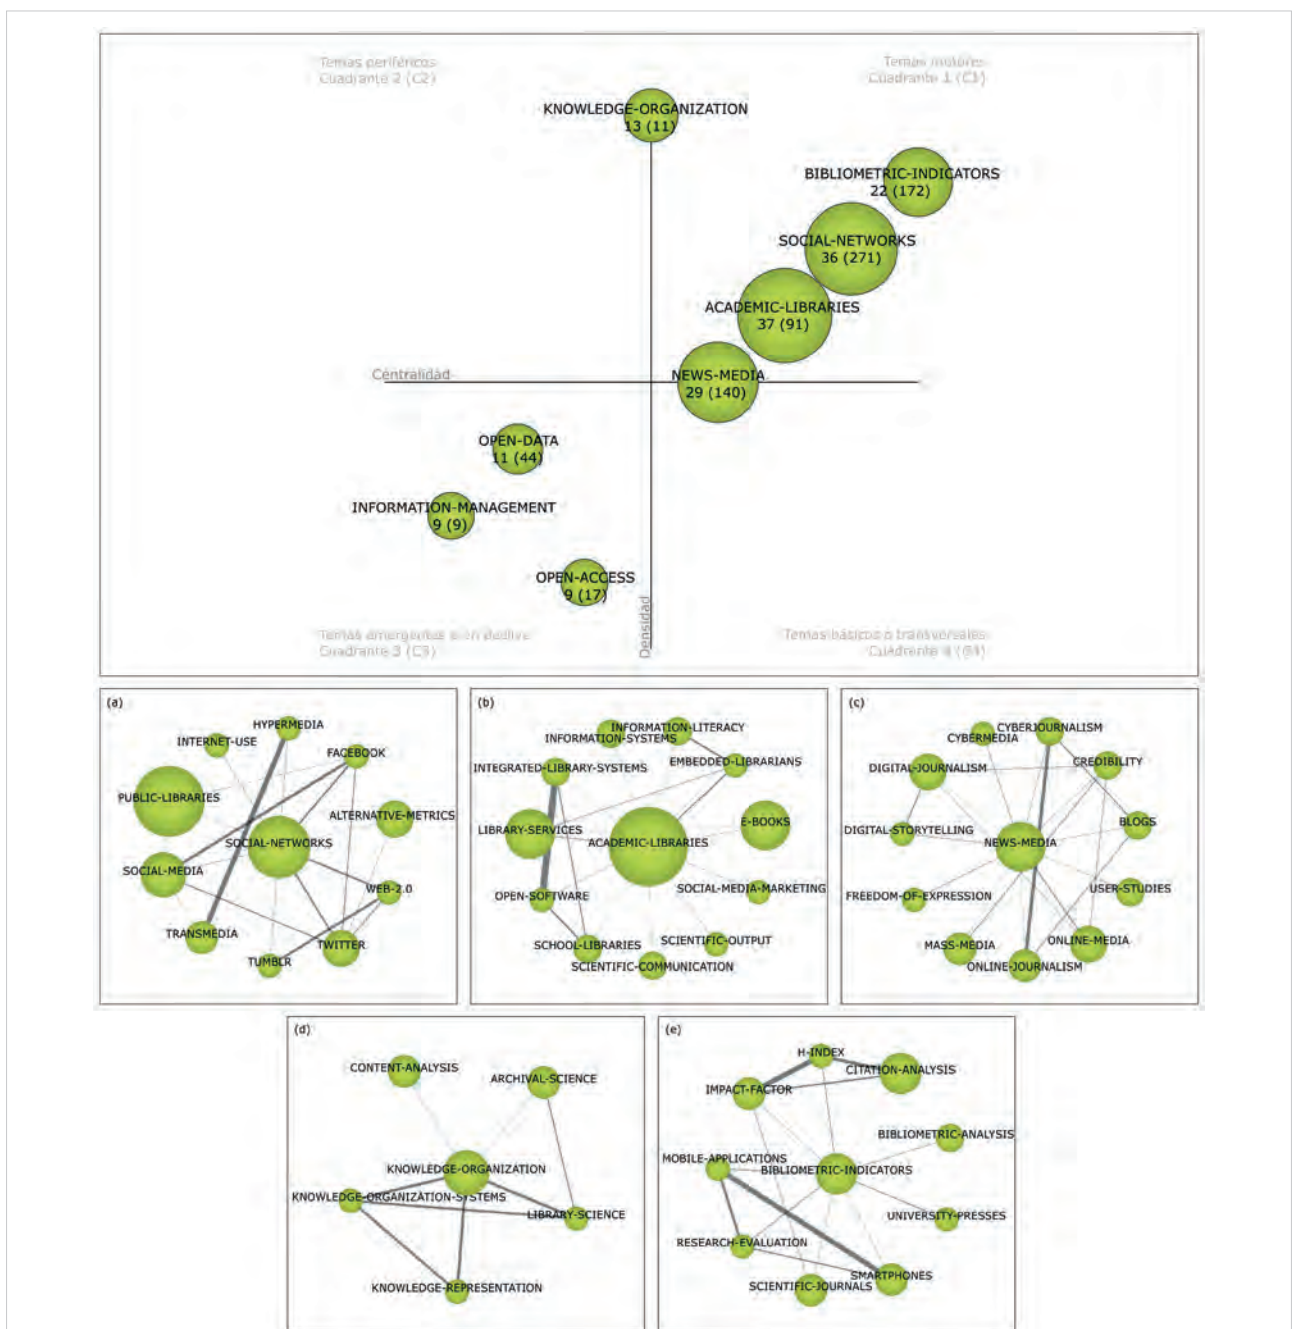 Temas periféricos
Cuadrante 2 (C2)
Temas motores
Cuadrante 1 (C1)
KNOWLEDGE-ORGANIZATION
13 (11)
BIBLIOMETRIC-INDICATORS
22 (172)
SOCIAL-NETWORKS
36 (271)
ACADEMIC-LIBRARIES
37 (91)
Centralidad
NEWS-MEDIA
29 (140)
OPEN-DATA
11 (44)
INFORMATION-MANAGEMENT
9 (9)
OPEN-ACCESS
9 (17)
Densidad
Temas emergentes o en declive
Cuadrante 3 (C3)
Temas básicos o transversales
Cuadrante 4 (C4)
(a)
HYPERMEDIA
INTERNET-USE
FACEBOOK
PUBLIC-LIBRARIES
ALTERNATIVE-METRICS
SOCIAL-NETWORKS
SOCIAL-MEDIA
WEB-2.0
TRANSMEDIA
TWITTER
TUMBLR
(b)
INFORMATION-LITERACY
INFORMATION-SYSTEMS
EMBEDDED-LIBRARIANS
INTEGRATED-LIBRARY-SYSTEMS
E-BOOKS
LIBRARY-SERVICES
ACADEMIC-LIBRARIES
SOCIAL-MEDIA-MARKETING
OPEN-SOFTWARE
SCIENTIFIC-OUTPUT
SCHOOL-LIBRARIES
SCIENTIFIC-COMMUNICATION
(c)
CYBERJOURNALISM
CYBERMEDIA
CREDIBILITY
DIGITAL-JOURNALISM
BLOGS
DIGITAL-STORYTELLING
NEWS-MEDIA
USER-STUDIES
FREEDOM-OF-EXPRESSION
ONLINE-MEDIA
MASS-MEDIA
ONLINE-JOURNALISM
(d)
CONTENT-ANALYSIS
ARCHIVAL-SCIENCE
KNOWLEDGE-ORGANIZATION
KNOWLEDGE-ORGANIZATION-SYSTEMS
LIBRARY-SCIENCE
KNOWLEDGE-REPRESENTATION
(e)
H-INDEX
CITATION-ANALYSIS
IMPACT-FACTOR
BIBLIOMETRIC-ANALYSIS
MOBILE-APPLICATIONS
BIBLIOMETRIC-INDICATORS
UNIVERSITY-PRESSES
RESEARCH-EVALUATION
SMARTPHONES
SCIENTIFIC-JOURNALS